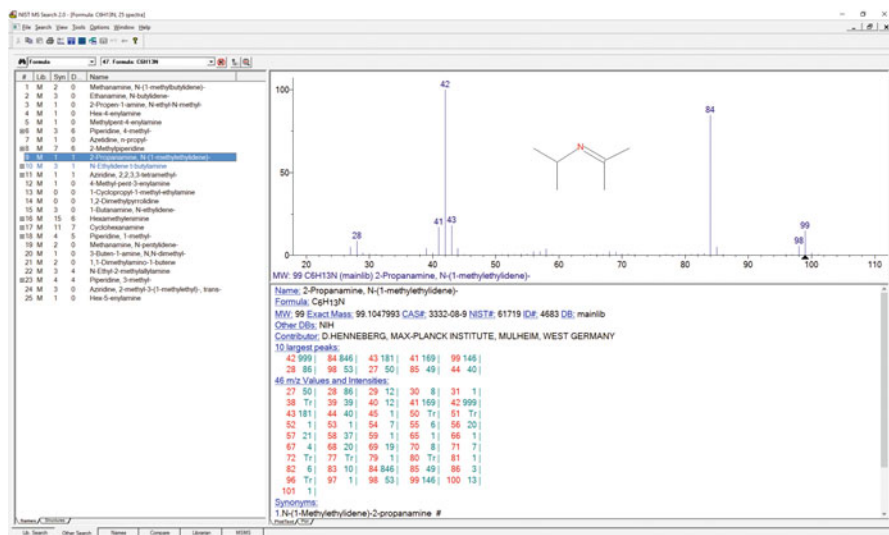 NIST MS Search 2.0 - [Formula: C6H13N, 25 spectra]
File Search View Tools Options Window Help
Formula 47. Formula: C6H13N
# Lib. Syn D... Name
1 M 2 0 Methanamine, N-(1-methylbutylidene)-
2 M 3 0 Ethanamine, N-butylidene-
3 M 1 0 2-Propen-1-amine, N-ethyl-N-methyl-
4 M 1 0 Hex-4-enylamine
5 M 1 0 Methylpent-4-enylamine
6 M 3 6 Piperidine, 4-methyl-
7 M 1 0 Azetidine, n-propyl-
8 M 7 6 2-Methylpiperidine
9 M 1 1 2-Propanamine, N-(1-methylethylidene)-
10 M 3 1 N-Ethylidene t-butylamine
11 M 1 1 Aziridine, 2,2,3,3-tetramethyl-
12 M 1 0 4-Methyl-pent-3-enylamine
13 M 0 0 1-Cyclopropyl-1-methyl-ethylamine
14 M 0 0 1,2-Dimethylpyrrolidine
15 M 3 0 1-Butanamine, N-ethylidene-
16 M 15 6 Hexamethylenimine
17 M 11 7 Cyclohexanamine
18 M 4 5 Piperidine, 1-methyl-
19 M 2 0 Methanamine, N-pentylidene-
20 M 1 0 3-Buten-1-amine, N,N-dimethyl-
21 M 2 0 1,1-Dimethylamino-1-butene
22 M 3 4 N-Ethyl-2-methylallylamine
23 M 4 4 Piperidine, 3-methyl-
24 M 3 0 Aziridine, 2-methyl-3-(1-methylethyl)-, trans-
25 M 1 0 Hex-5-enylamine
Names Structures
100
50
0
42
84
N
28
41
43
98
99
20 30 40 50 60 70 80 90 100 110
MW: 99 C6H13N (mainlib) 2-Propanamine, N-(1-methylethylidene)-
Name: 2-Propanamine, N-(1-methylethylidene)-
Formula: C6H13N
MW: 99 Exact Mass: 99.1047993 CAS#: 3332-08-9 NIST#: 61719 ID#: 4683 DB: mainlib
Other DBs: NIH
Contributor: D.HENNEBERG, MAX-PLANCK INSTITUTE, MULHEIM, WEST GERMANY
10 largest peaks:
42 999 | 84 846 | 43 181 | 41 169 | 99 146 |
28 86 | 98 53 | 27 50 | 85 49 | 44 40 |
46 m/z Values and Intensities:
27 50 | 28 86 | 29 12 | 30 8 | 31 1 |
38 Tr | 39 39 | 40 12 | 41 169 | 42 999 |
43 181 | 44 40 | 45 1 | 50 Tr | 51 Tr |
52 1 | 53 1 | 54 7 | 55 6 | 56 20 |
57 21 | 58 37 | 59 1 | 65 1 | 66 1 |
67 4 | 68 20 | 69 19 | 70 8 | 71 7 |
72 Tr | 77 Tr | 79 1 | 80 Tr | 81 1 |
82 6 | 83 10 | 84 846 | 85 49 | 86 3 |
96 Tr | 97 1 | 98 53 | 99 146 | 100 13 |
101 1 |
Synonyms:
1.N-(1-Methylethylidene)-2-propanamine #
Plot/Text Plot
Lib. Search Other Search Names Compare Librarian MSMS